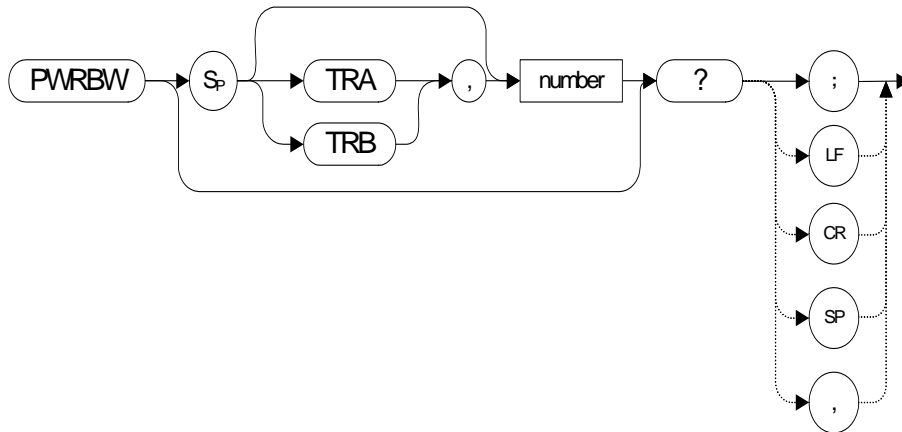 PWRBW SP TRA , number ? ;
TRB LF
CR
SP
,